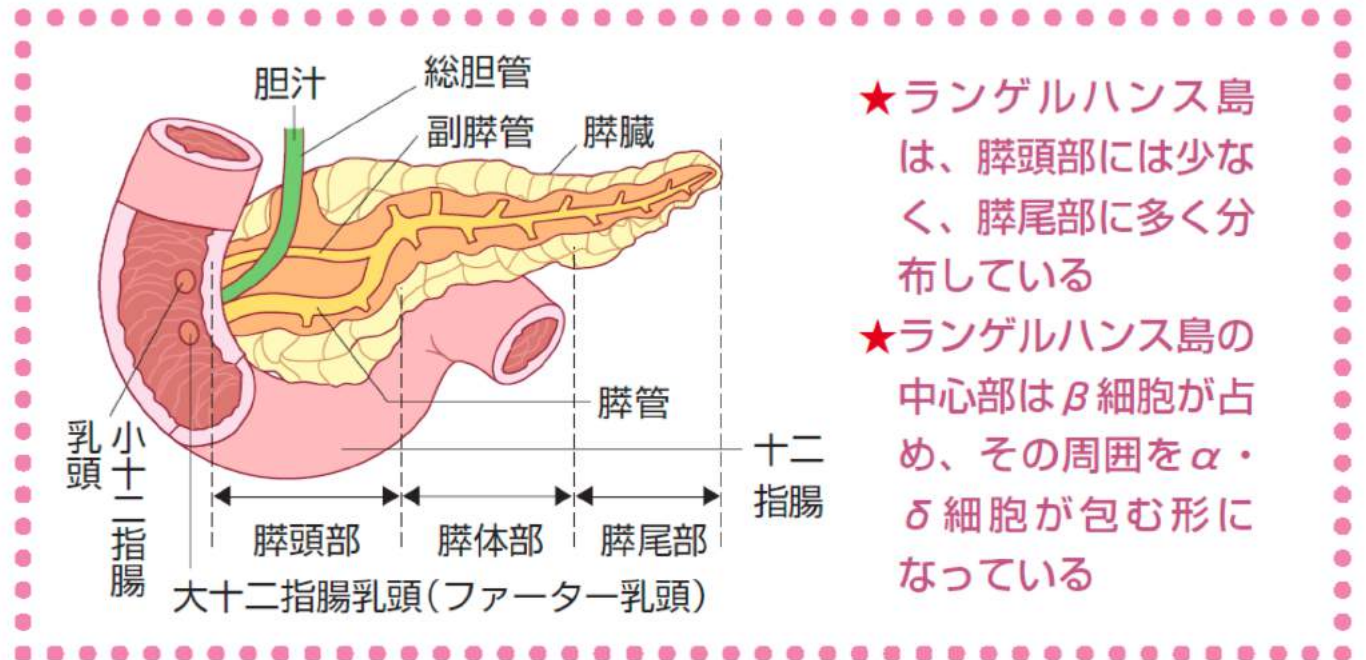 胆汁
総胆管
副膵管
膵臓
膵管
十二
指腸
小十二指腸
乳頭
膵頭部
膵体部
膵尾部
大十二指腸乳頭（ファーター乳頭）
★ランゲルハンス島
は、膵頭部には少な
く、膵尾部に多く分
布している
★ランゲルハンス島の
中心部はβ細胞が占
め、その周囲をα・
δ細胞が包む形に
なっている